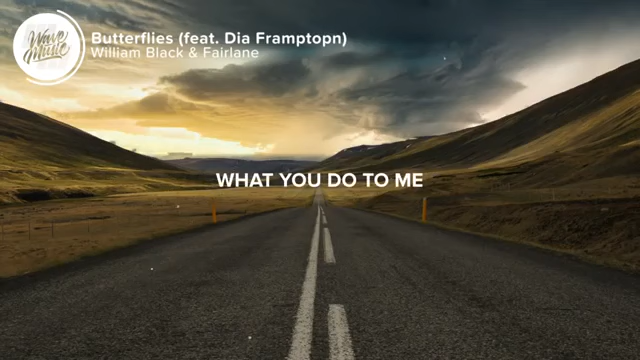 Wave Music
Butterflies (feat. Dia Framptopn)
William Black & Fairlane
WHAT YOU DO TO ME